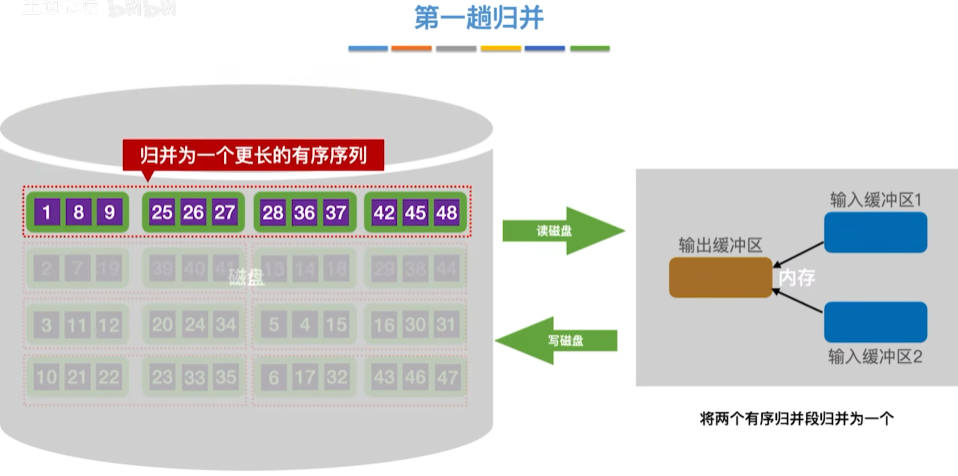 王道论坛 bilibili
第一趟归并
归并为一个更长的有序序列
1 8 9 25 26 27 28 36 37 42 45 48
2 7 19 39 40 41 13 14 18 29 38 44
磁盘
3 11 12 20 24 34 5 4 15 16 30 31
10 21 22 23 33 35 6 17 32 43 46 47
读磁盘
写磁盘
输入缓冲区1
输出缓冲区
内存
输入缓冲区2
将两个有序归并段归并为一个